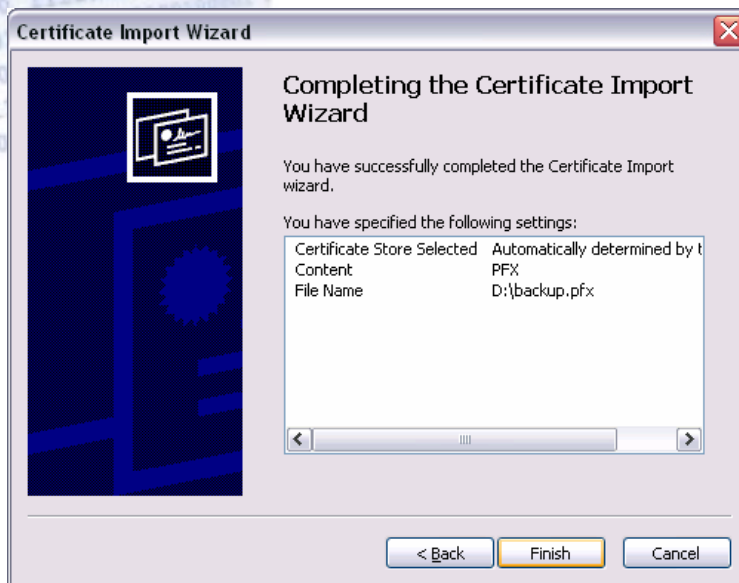 Certificate Import Wizard
Completing the Certificate Import
Wizard
You have successfully completed the Certificate Import
wizard.
You have specified the following settings:
Certificate Store Selected Automatically determined by t
Content PFX
File Name D:\backup.pfx
< Back Finish Cancel